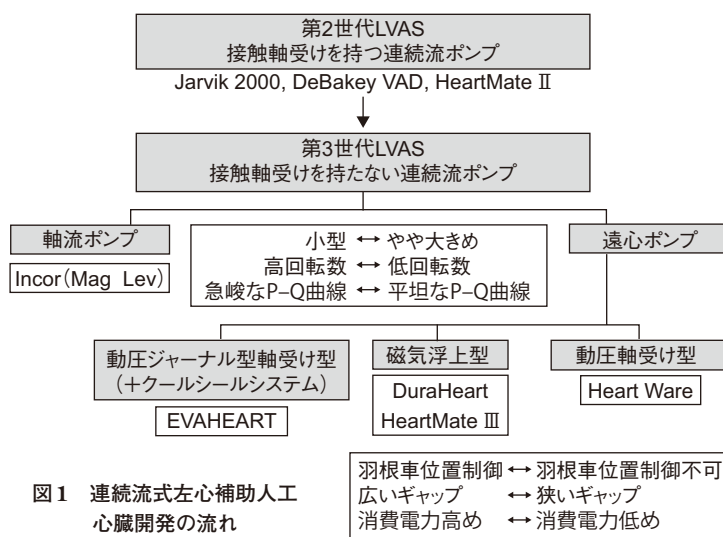 第2世代LVAS
接触軸受けを持つ連続流ポンプ
Jarvik 2000, DeBakey VAD, HeartMate Ⅱ
第3世代LVAS
接触軸受けを持たない連続流ポンプ
軸流ポンプ
Incor(Mag Lev)
小型 ↔ やや大きめ
高回転数 ↔ 低回転数
急峻なP–Q曲線 ↔ 平坦なP–Q曲線
遠心ポンプ
動圧ジャーナル型軸受け型
(+クールシールシステム)
EVAHEART
磁気浮上型
DuraHeart
HeartMate Ⅲ
動圧軸受け型
Heart Ware
羽根車位置制御 ↔ 羽根車位置制御不可
広いギャップ ↔ 狭いギャップ
消費電力高め ↔ 消費電力低め
図1 連続流式左心補助人工
心臓開発の流れ